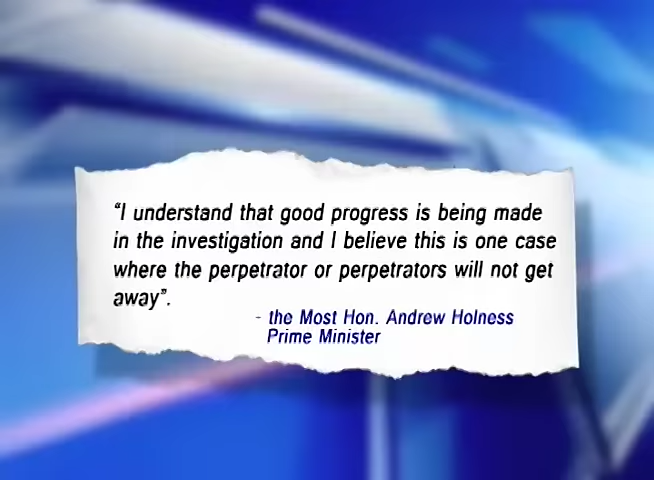 “I understand that good progress is being made
in the investigation and I believe this is one case
where the perpetrator or perpetrators will not get
away”.
- the Most Hon. Andrew Holness
Prime Minister